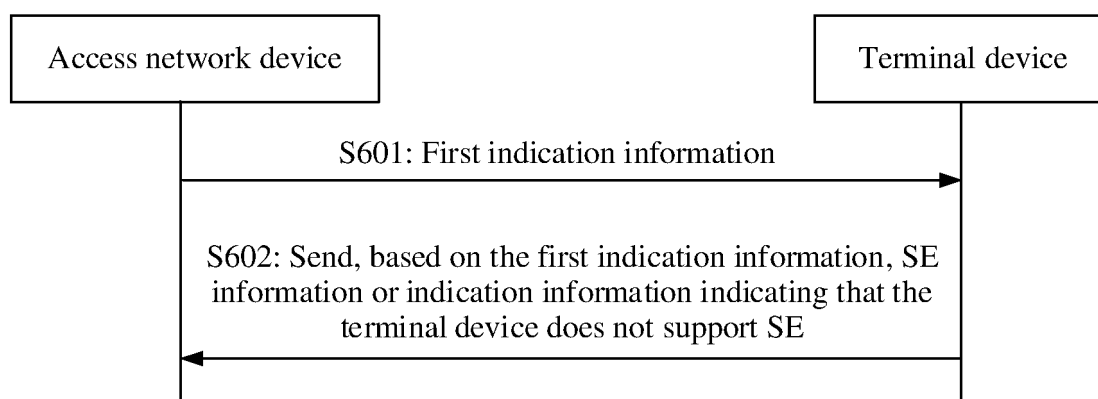 Access network device
Terminal device
S601: First indication information
S602: Send, based on the first indication information, SE
information or indication information indicating that the
terminal device does not support SE